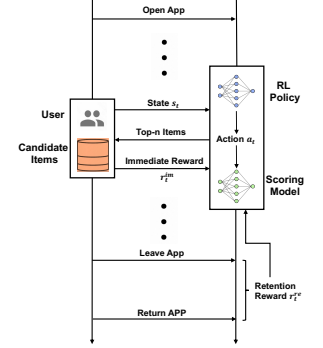 Open App
User
Candidate
Items
State s_t
Top-n Items
Immediate Reward
r_t^{im}
RL
Policy
Action a_t
Scoring
Model
Leave App
Retention
Reward r_t^{re}
Return APP